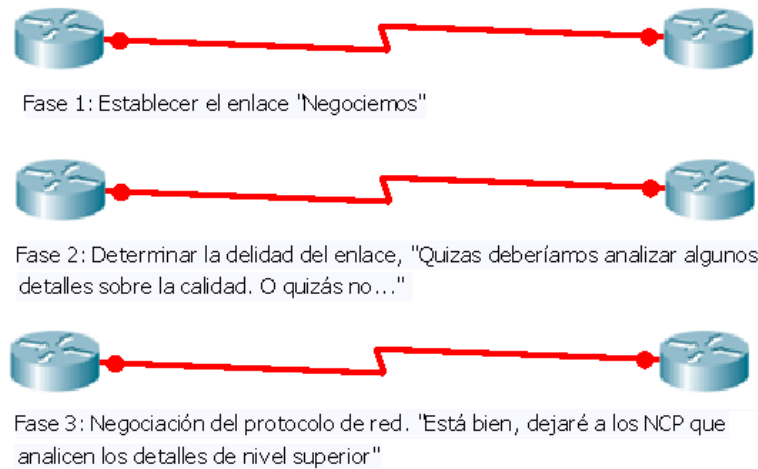 Fase 1: Establecer el enlace "Negociemos"
Fase 2: Determinar la delidad del enlace, "Quizas deberíamos analizar algunos
detalles sobre la calidad. O quizás no..."
Fase 3: Negociación del protocolo de red. "Está bien, dejaré a los NCP que
analicen los detalles de nivel superior"